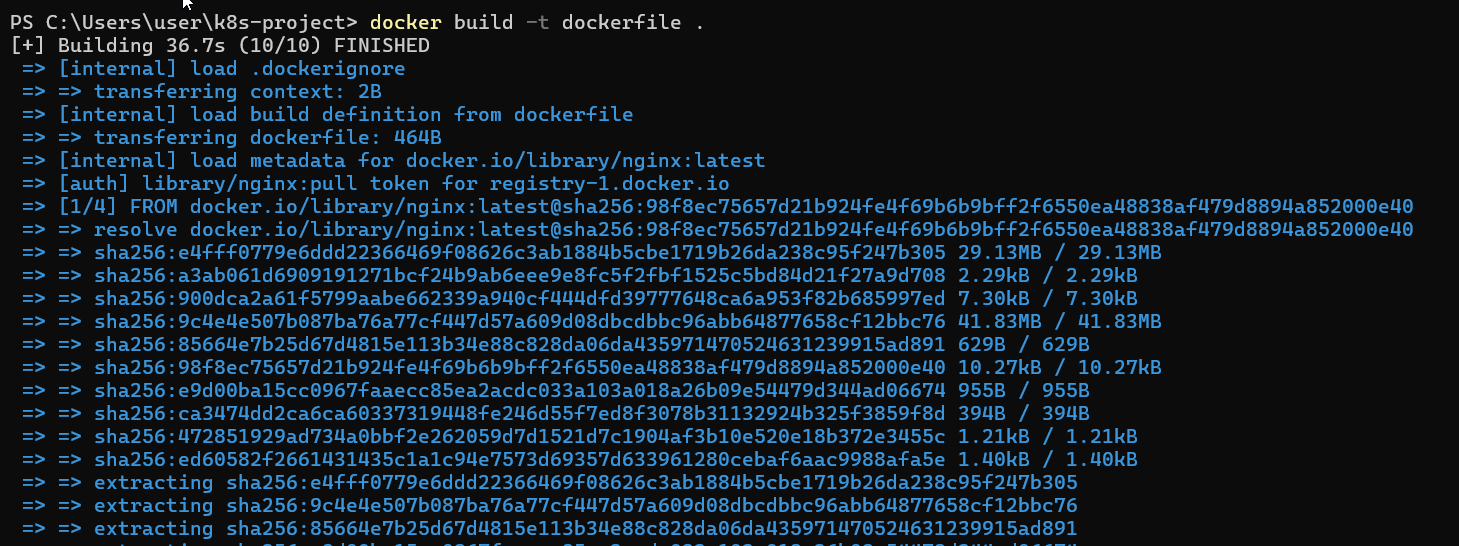 PS C:\Users\user\k8s-project> docker build -t dockerfile .
[+] Building 36.7s (10/10) FINISHED
=> [internal] load .dockerignore
=> => transferring context: 2B
=> [internal] load build definition from dockerfile
=> => transferring dockerfile: 464B
=> [internal] load metadata for docker.io/library/nginx:latest
=> [auth] library/nginx:pull token for registry-1.docker.io
=> [1/4] FROM docker.io/library/nginx:latest@sha256:98f8ec75657d21b924fe4f69b6b9bff2f6550ea48838af479d8894a852000e40
=> => resolve docker.io/library/nginx:latest@sha256:98f8ec75657d21b924fe4f69b6b9bff2f6550ea48838af479d8894a852000e40
=> => sha256:e4fff0779e6ddd22366469f08626c3ab1884b5cbe1719b26da238c95f247b305 29.13MB / 29.13MB
=> => sha256:a3ab061d6909191271bcf24b9ab6eee9e8fc5f2fbf1525c5bd84d21f27a9d708 2.29kB / 2.29kB
=> => sha256:900dca2a61f5799aabe662339a940cf444dfd39777648ca6a953f82b685997ed 7.30kB / 7.30kB
=> => sha256:9c4e4e507b087ba76a77cf447d57a609d08dbcdbbc96abb64877658cf12bbc76 41.83MB / 41.83MB
=> => sha256:85664e7b25d67d4815e113b34e88c828da06da435971470524631239915ad891 629B / 629B
=> => sha256:98f8ec75657d21b924fe4f69b6b9bff2f6550ea48838af479d8894a852000e40 10.27kB / 10.27kB
=> => sha256:e9d00ba15cc0967faaecc85ea2acdc033a103a018a26b09e54479d344ad06674 955B / 955B
=> => sha256:ca3474dd2ca6ca60337319448fe246d55f7ed8f3078b31132924b325f3859f8d 394B / 394B
=> => sha256:472851929ad734a0bbf2e262059d7d1521d7c1904af3b10e520e18b372e3455c 1.21kB / 1.21kB
=> => sha256:ed60582f2661431435c1a1c94e7573d69357d633961280cebaf6aac9988afa5e 1.40kB / 1.40kB
=> => extracting sha256:e4fff0779e6ddd22366469f08626c3ab1884b5cbe1719b26da238c95f247b305
=> => extracting sha256:9c4e4e507b087ba76a77cf447d57a609d08dbcdbbc96abb64877658cf12bbc76
=> => extracting sha256:85664e7b25d67d4815e113b34e88c828da06da435971470524631239915ad891